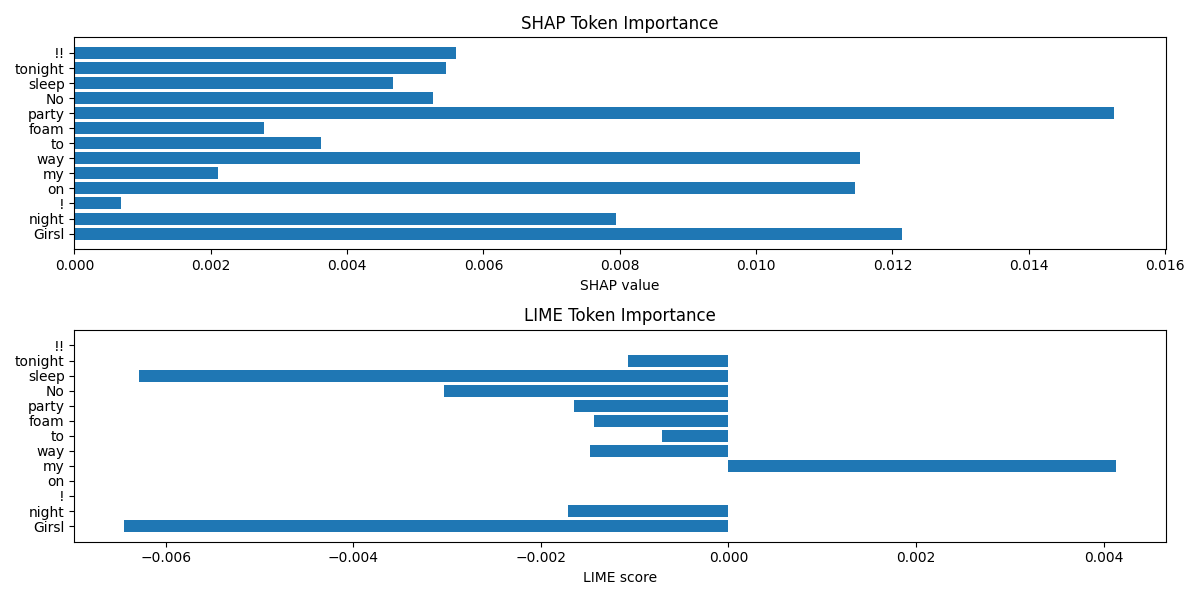 SHAP Token Importance
!!
tonight
sleep
No
party
foam
to
way
my
on
!
night
Girsl
0.000 0.002 0.004 0.006 0.008 0.010 0.012 0.014 0.016
SHAP value
LIME Token Importance
!!
tonight
sleep
No
party
foam
to
way
my
on
!
night
Girsl
−0.006 −0.004 −0.002 0.000 0.002 0.004
LIME score